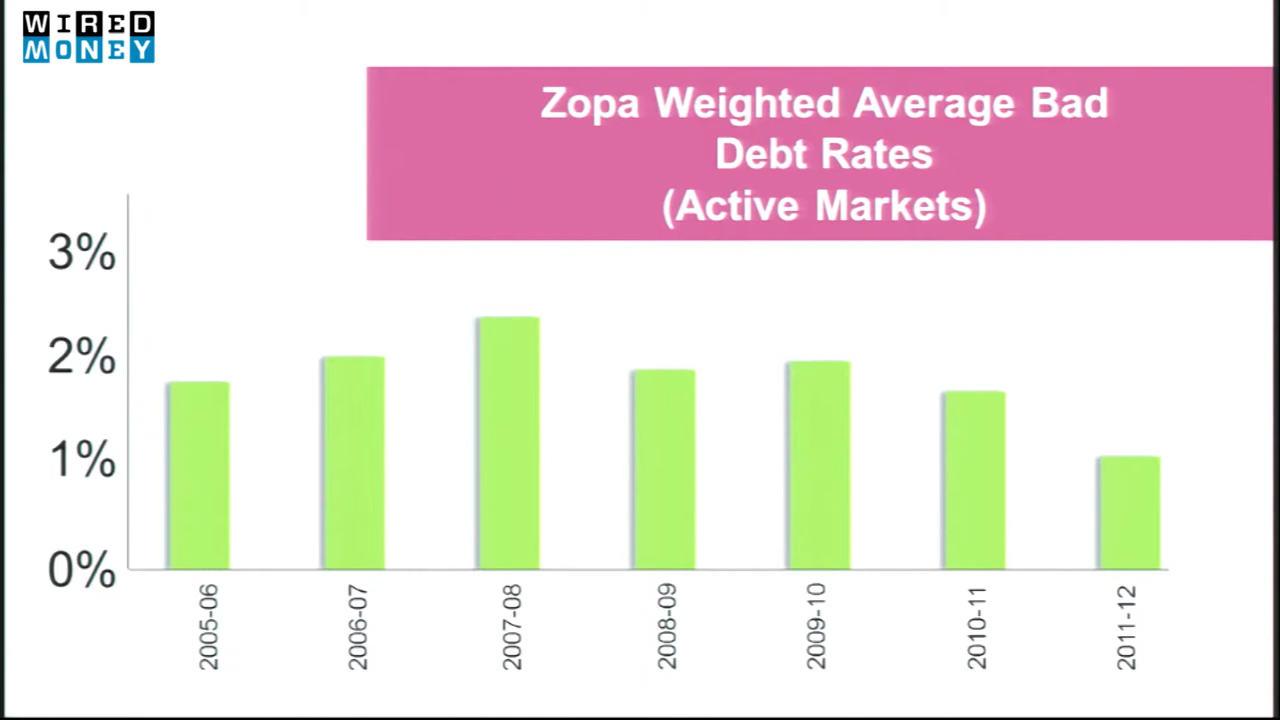 WIRED
MONEY
Zopa Weighted Average Bad
Debt Rates
(Active Markets)
3%
2%
1%
0%
2005-06
2006-07
2007-08
2008-09
2009-10
2010-11
2011-12